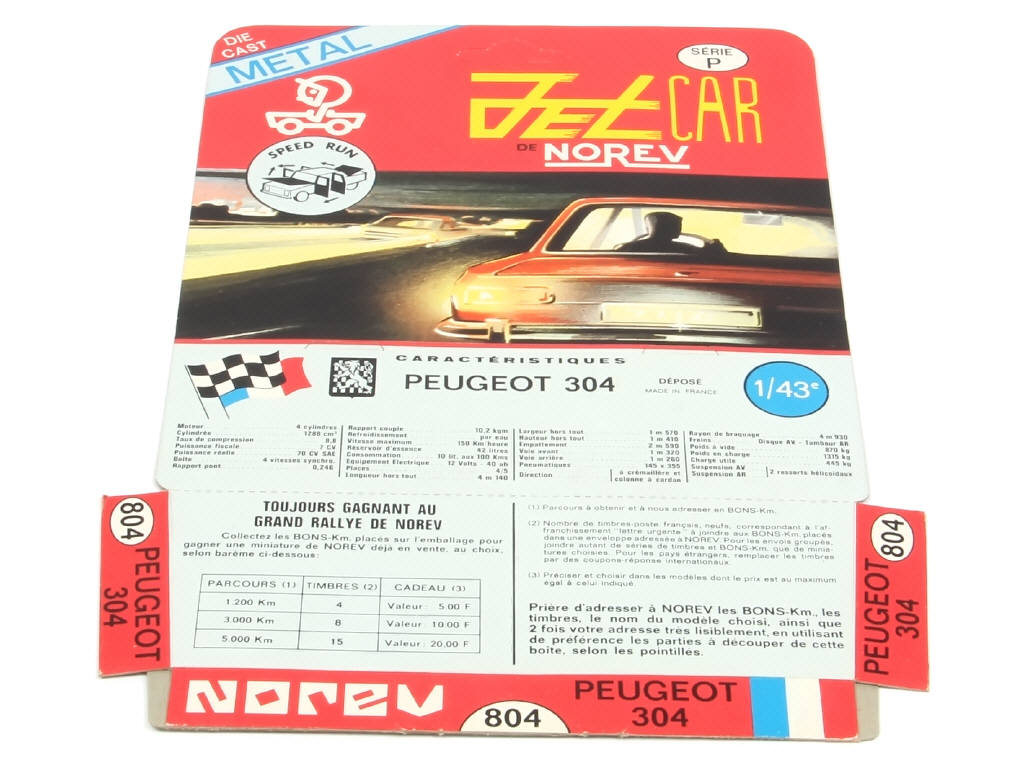 DIE
CAST
METAL
SÉRIE
P
Jet CAR
DE NOREV
SPEED RUN
CARACTÉRISTIQUES
PEUGEOT 304
DÉPOSÉ
MADE IN FRANCE
1/43e
Moteur 4 cylindres
Cylindrée 1288 cm³
Taux de compression 8,8
Puissance fiscale 7 CV
Puissance réelle 70 CV SAE
Boîte 4 vitesses synchro.
Rapport pont 0,246
Rapport couple 10,2 kgm
Refroidissement par eau
Vitesse maximum 150 Km heure
Réservoir d'essence 42 litres
Consommation 10 lit. aux 100 Kms
Equipement Electrique 12 Volts - 40 ah
Places 4/5
Longueur hors tout 4 m 140
Largeur hors tout 1 m 570
Hauteur hors tout 1 m 410
Empattement 2 m 590
Voie avant 1 m 320
Voie arrière 1 m 260
Pneumatiques 145 x 355
Direction à crémaillère et
colonne à cardan
Rayon de braquage 4 m 930
Freins Disque AV - Tambour AR
Poids à vide 870 kg
Poids en charge 1315 kg
Charge utile 445 kg
Suspension AV
Suspension AR 2 ressorts hélicoïdaux
804
PEUGEOT
304
TOUJOURS GAGNANT AU
GRAND RALLYE DE NOREV
Collectez les BONS-Km. placés sur l'emballage pour
gagner une miniature de NOREV déjà en vente, au choix,
selon barème ci-dessous:
PARCOURS (1) TIMBRES (2) CADEAU (3)
1.200 Km 4 Valeur: 5.00 F
3.000 Km 8 Valeur: 10.00 F
5.000 Km 15 Valeur: 20.00 F
(1) Parcours à obtenir et à nous adresser en BONS-Km.
(2) Nombre de timbres-poste français, neufs, correspondant à l'af-
franchissement "lettre urgente" à joindre aux BONS-Km, placés
dans une enveloppe adressée à NOREV. Pour les envois groupés,
joindre autant de séries de timbres et BONS-Km, que de minia-
tures choisies. Pour les pays étrangers, remplacer les timbres
par des coupons-réponse internationaux.
(3) Préciser et choisir dans les modèles dont le prix est au maximum
égal à celui indiqué.
Prière d'adresser à NOREV les BONS-Km., les
timbres, le nom du modèle choisi, ainsi que
2 fois votre adresse très lisiblement, en utilisant
de préférence les parties à découper de cette
boîte, selon les pointillés.
804
PEUGEOT
304
NOREV
804
PEUGEOT
304